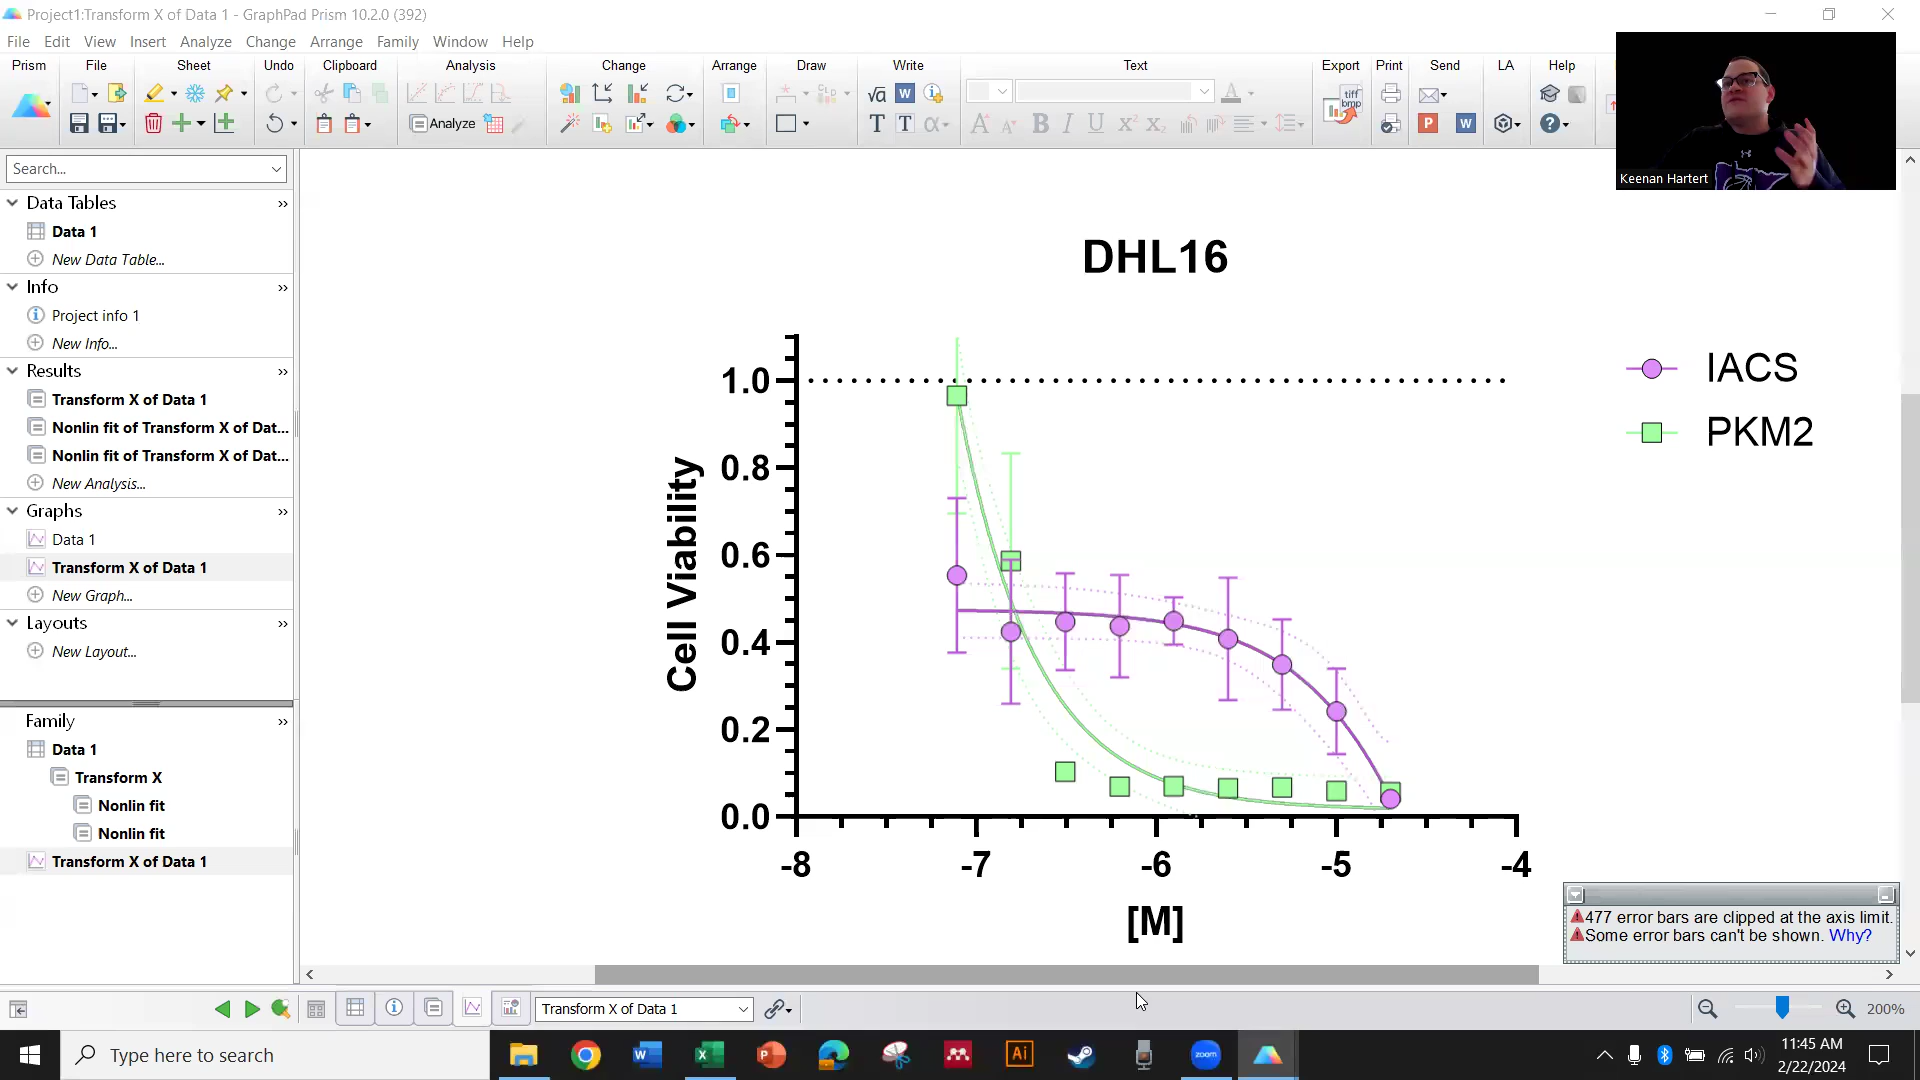 Project1:Transform X of Data 1 - GraphPad Prism 10.2.0 (392)
File Edit View Insert Analyze Change Arrange Family Window Help
Prism File Sheet Undo Clipboard Analysis Change Arrange Draw Write Text Export Print Send LA Help
Analyze
tiff
bmp
Keenan Hartert
Search...
Data Tables
Data 1
New Data Table...
Info
Project info 1
New Info...
Results
Transform X of Data 1
Nonlin fit of Transform X of Dat...
Nonlin fit of Transform X of Dat...
New Analysis...
Graphs
Data 1
Transform X of Data 1
New Graph...
Layouts
New Layout...
Family
Data 1
Transform X
Nonlin fit
Nonlin fit
Transform X of Data 1
DHL16
IACS
PKM2
Cell Viability
1.0
0.8
0.6
0.4
0.2
0.0
-8 -7 -6 -5 -4
[M]
477 error bars are clipped at the axis limit.
Some error bars can't be shown. Why?
Transform X of Data 1
200%
Type here to search
Ai
zoom
11:45 AM
2/22/2024